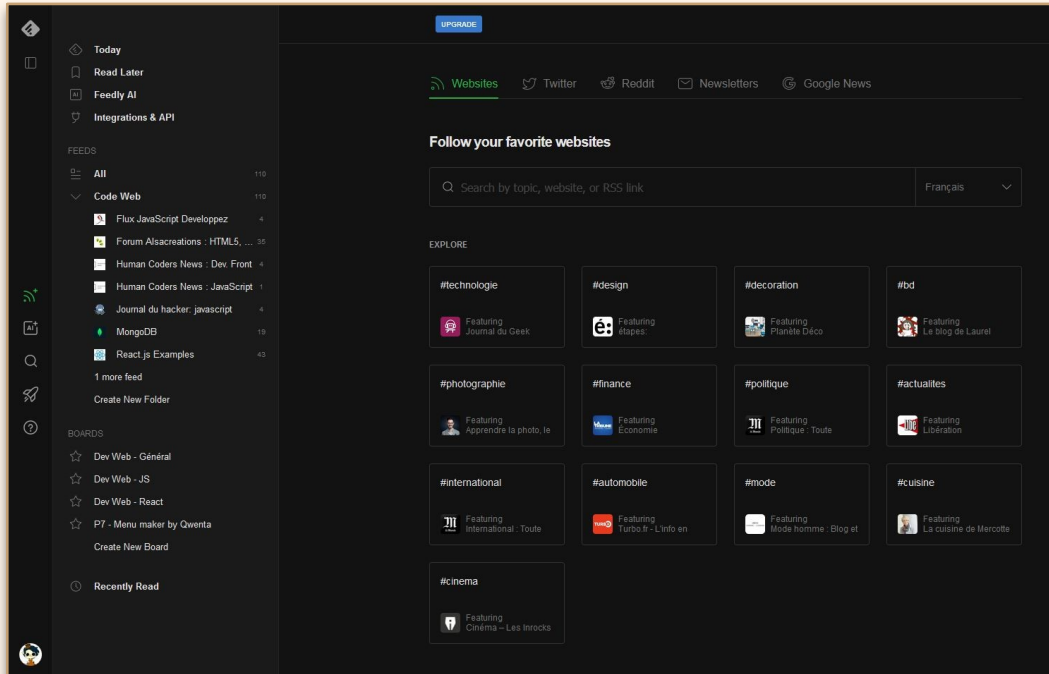 UPGRADE
Today
Read Later
Feedly AI
Integrations & API
FEEDS
All 110
Code Web 110
Flux JavaScript Developpez 4
Forum Alsacreations : HTML5, ... 35
Human Coders News : Dev. Front 4
Human Coders News : JavaScript 1
Journal du hacker: javascript 4
MongoDB 19
React.js Examples 43
1 more feed
Create New Folder
BOARDS
Dev Web - Général
Dev Web - JS
Dev Web - React
P7 - Menu maker by Qwenta
Create New Board
Recently Read
Websites Twitter Reddit Newsletters Google News
Follow your favorite websites
Search by topic, website, or RSS link Français
EXPLORE
#technologie
Featuring
Journal du Geek
#design
Featuring
étapes:
#decoration
Featuring
Planète Déco
#bd
Featuring
Le blog de Laurel
#photographie
Featuring
Apprendre la photo, le
#finance
Featuring
Économie
#politique
Featuring
Politique : Toute
#actualites
Featuring
Libération
#international
Featuring
International : Toute
#automobile
Featuring
Turbo.fr - L'info en
#mode
Featuring
Mode homme : Blog et
#cuisine
Featuring
La cuisine de Mercotte
#cinema
Featuring
Cinéma – Les Inrocks